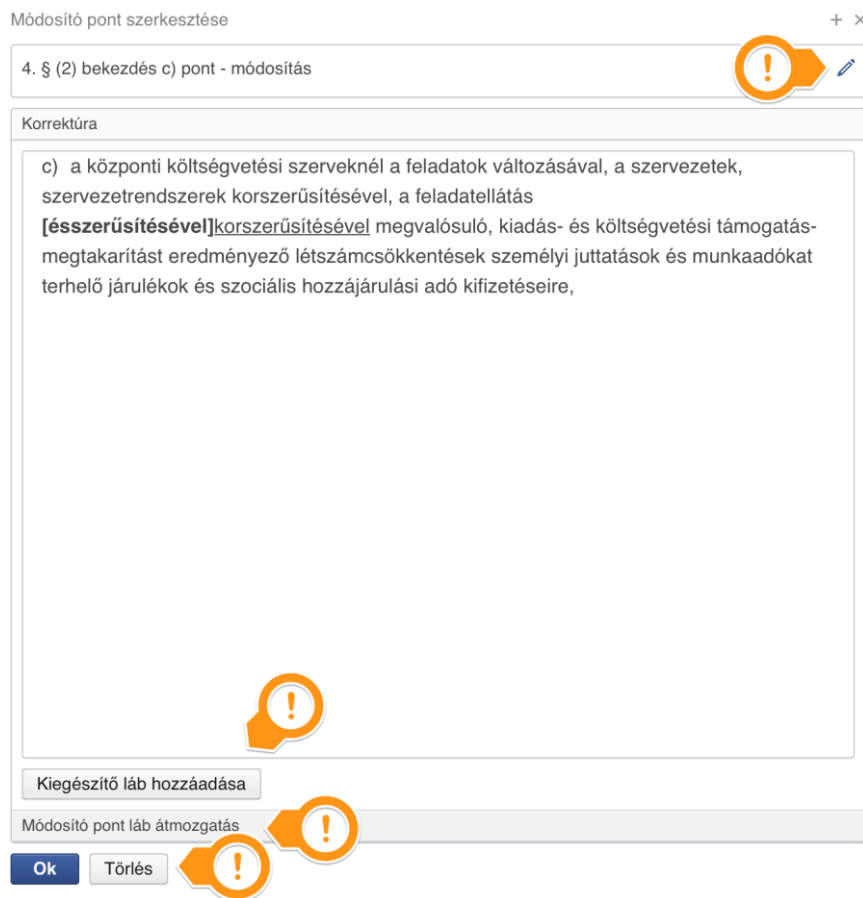 Módosító pont szerkesztése
4. § (2) bekezdés c) pont - módosítás
Korrektúra
c) a központi költségvetési szerveknél a feladatok változásával, a szervezetek,
szervezetrendszerek korszerűsítésével, a feladatellátás
[ésszerűsítésével]korszerűsítésével megvalósuló, kiadás- és költségvetési támogatás-
megtakarítást eredményező létszámcsökkentések személyi juttatások és munkaadókat
terhelő járulékok és szociális hozzájárulási adó kifizetéseire,
Kiegészítő láb hozzáadása
Módosító pont láb átmozgatás
Ok Törlés